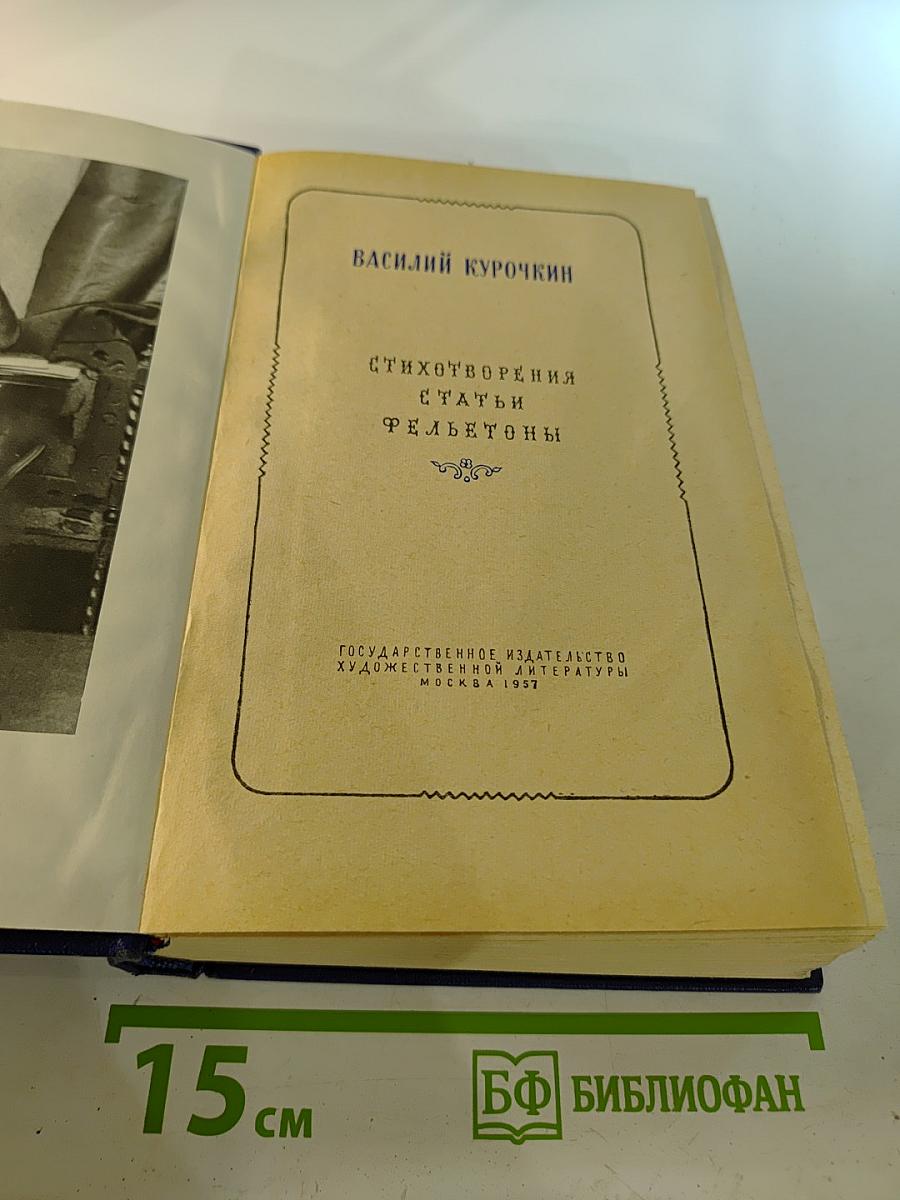 ВАСИЛИЙ КУРОЧКИН
СТИХОТВОРЕНИЯ
СТАТЬИ
ФЕЛЬЕТОНЫ
ГОСУДАРСТВЕННОЕ ИЗДАТЕЛЬСТВО
ХУДОЖЕСТВЕННОЙ ЛИТЕРАТУРЫ
МОСКВА 1957
15 см
БФ БИБЛИОФАН